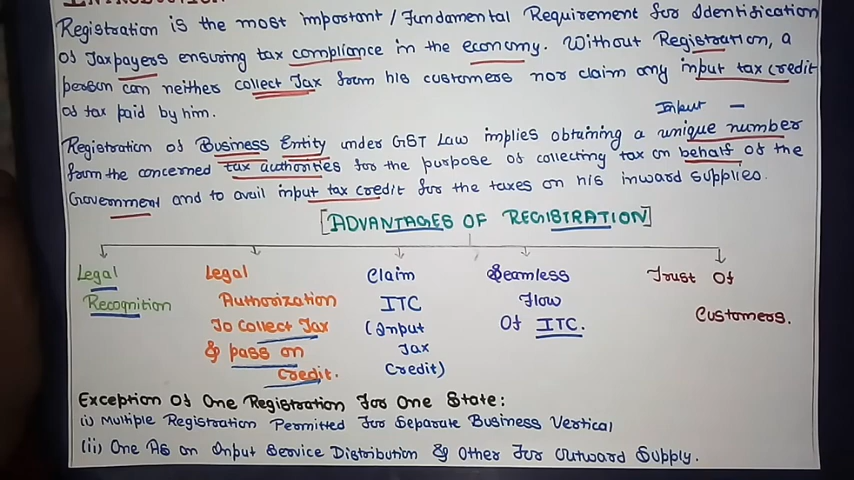 INTRODUCTION
Registration is the most important / Fundamental Requirement for Identification
of Taxpayers ensuring tax compliance in the economy. Without Registration, a
person can neither collect Tax from his customers nor claim any input tax credit
of tax paid by him.
Input -
Registration of Business Entity under GST Law implies obtaining a unique number
from the concerned tax authorities for the purpose of collecting tax on behalf of the
Government and to avail input tax credit for the taxes on his inward supplies.
[ADVANTAGES OF REGISTRATION]
Legal Recognition
Legal Authorization To collect Tax & pass on credit.
Claim ITC (Input Tax Credit)
Seamless Flow Of ITC.
Trust Of Customers.
Exception Of One Registration For One State:
(i) Multiple Registration Permitted For Separate Business Vertical
(ii) One As an Input Service Distribution & Other For Outward Supply.